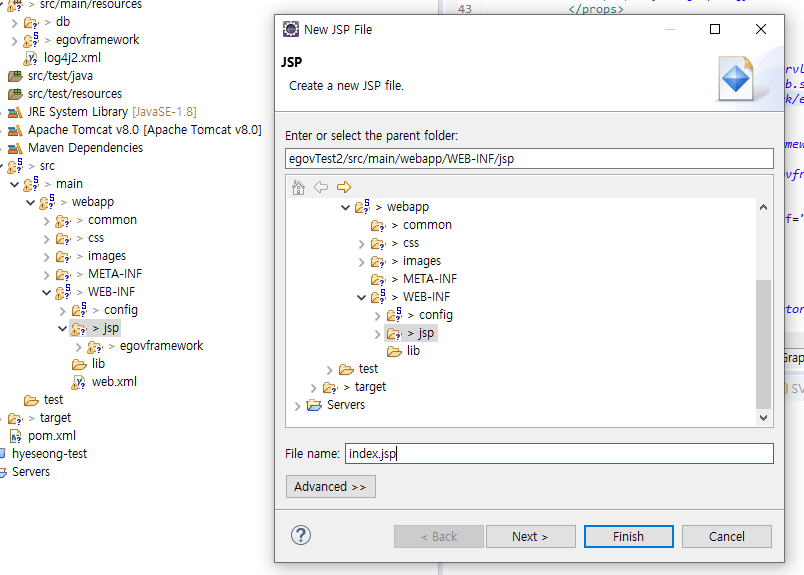 > src/main/resources
> db
> egovframework
log4j2.xml
src/test/java
src/test/resources
JRE System Library [JavaSE-1.8]
Apache Tomcat v8.0 [Apache Tomcat v8.0]
Maven Dependencies
> src
> main
> webapp
> common
> css
> images
> META-INF
> WEB-INF
> config
> jsp
> egovframework
lib
web.xml
test
> target
pom.xml
hyeseong-test
Servers
43 </props>
New JSP File
JSP
Create a new JSP file.
Enter or select the parent folder:
egovTest2/src/main/webapp/WEB-INF/jsp
> webapp
> common
> css
> images
> META-INF
> WEB-INF
> config
> jsp
lib
> test
> target
Servers
File name: index.jsp
Advanced >>
< Back Next > Finish Cancel